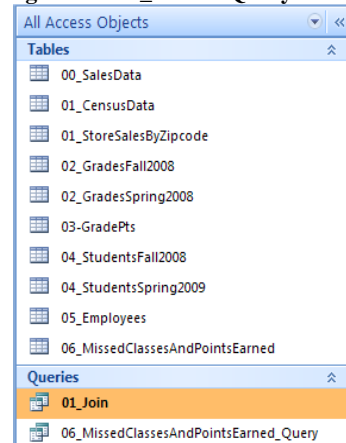 All Access Objects
Tables
00_SalesData
01_CensusData
01_StoreSalesByZipcode
02_GradesFall2008
02_GradesSpring2008
03-GradePts
04_StudentsFall2008
04_StudentsSpring2009
05_Employees
06_MissedClassesAndPointsEarned
Queries
01_Join
06_MissedClassesAndPointsEarned_Query